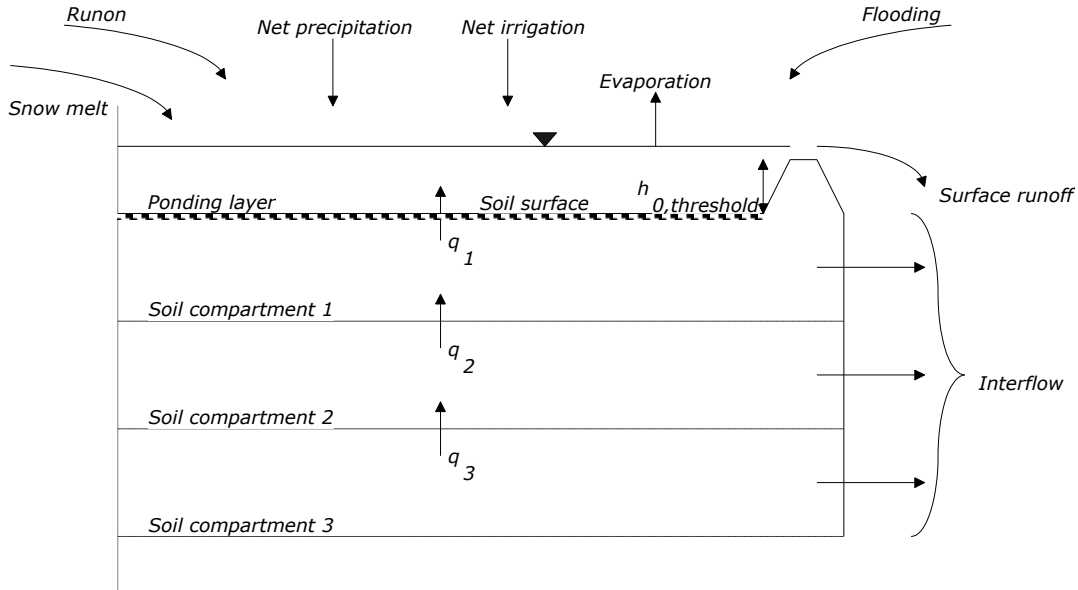 Runon
Net precipitation
Net irrigation
Flooding
Evaporation
Snow melt
Ponding layer
Soil surface
h 0,threshold
Surface runoff
q 1
Soil compartment 1
q 2
Interflow
Soil compartment 2
q 3
Soil compartment 3